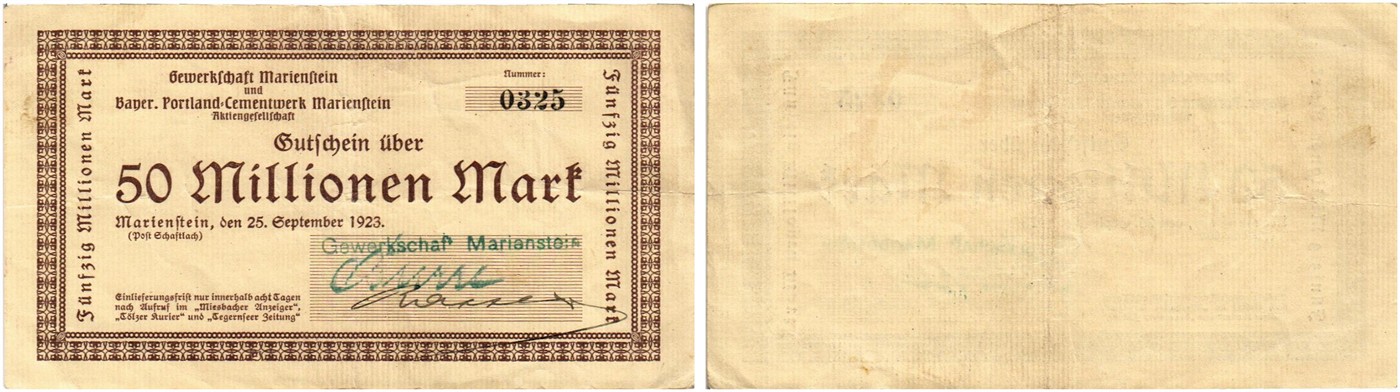 Gewerkschaft Marienstein
und
Bayer. Portland-Cementwerk Marienstein
Aktiengesellschaft
Nummer:
0325
Gutschein über
50 Millionen Mark
Marienstein, den 25. September 1923.
(Post Schaftlach)
Gewerkschaft Marienstein
Einlieferungsfrist nur innerhalb acht Tagen
nach Aufruf im „Miesbacher Anzeiger“,
„Tölzer Kurier“ und „Tegernseer Zeitung“
Fünfzig Millionen Mark
Fünfzig Millionen Mark